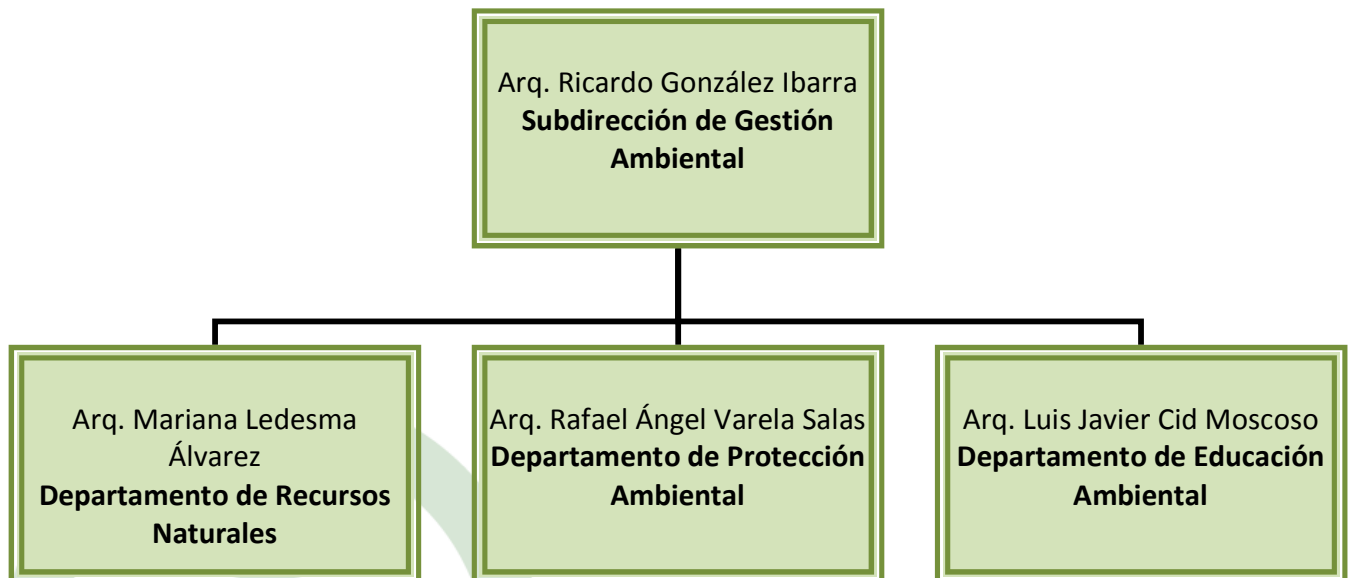 Arq. Ricardo González Ibarra
Subdirección de Gestión
Ambiental
Arq. Mariana Ledesma
Álvarez
Departamento de Recursos
Naturales
Arq. Rafael Ángel Varela Salas
Departamento de Protección
Ambiental
Arq. Luis Javier Cid Moscoso
Departamento de Educación
Ambiental